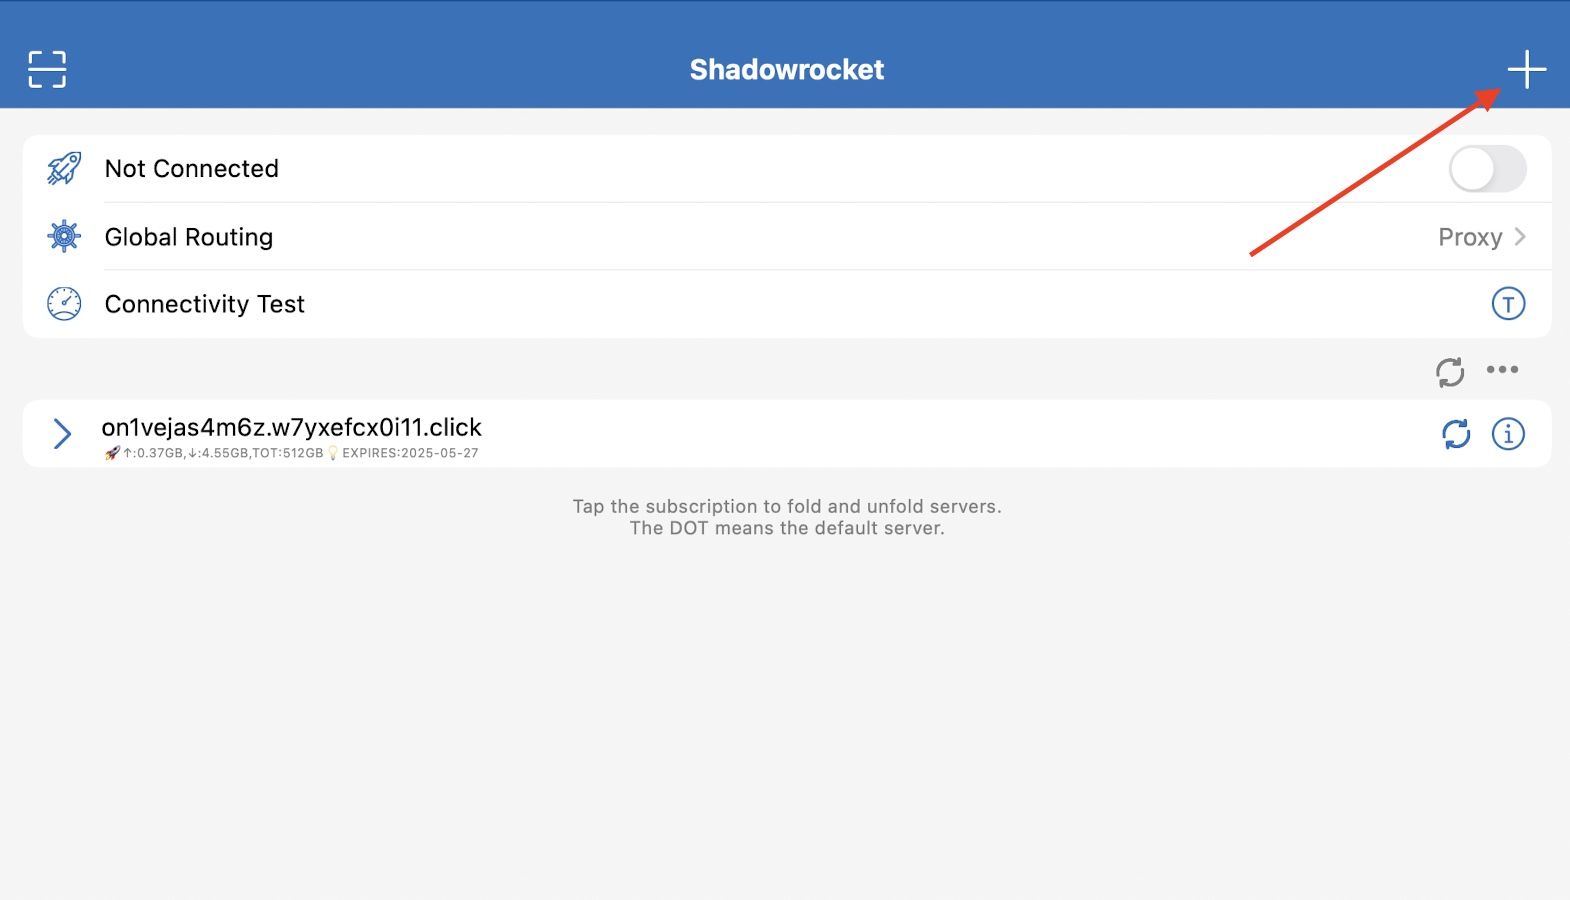 Shadowrocket
Not Connected
Global Routing Proxy
Connectivity Test T
on1vejas4m6z.w7yxefcx0i11.click
🚀↑:0.37GB,↓:4.55GB,TOT:512GB💡EXPIRES:2025-05-27
Tap the subscription to fold and unfold servers.
The DOT means the default server.